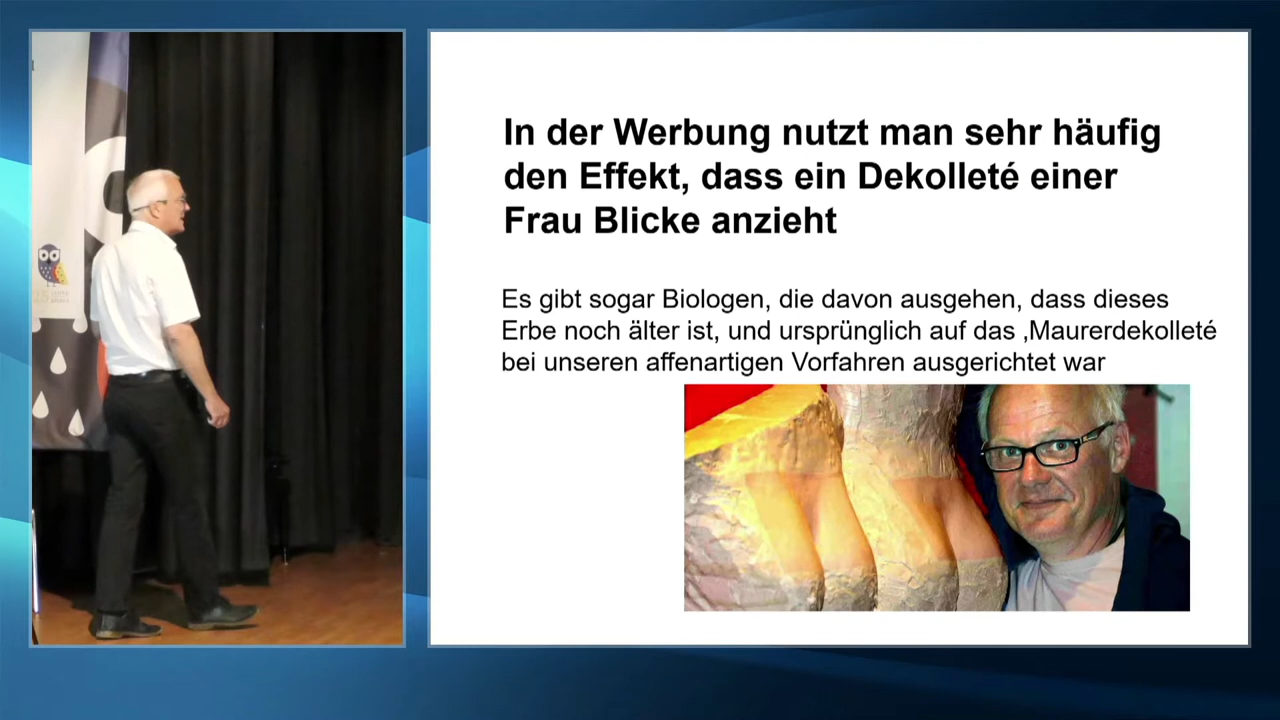 In der Werbung nutzt man sehr häufig
den Effekt, dass ein Dekolleté einer
Frau Blicke anzieht
Es gibt sogar Biologen, die davon ausgehen, dass dieses
Erbe noch älter ist, und ursprünglich auf das ‚Maurerdekolleté
bei unseren affenartigen Vorfahren ausgerichtet war